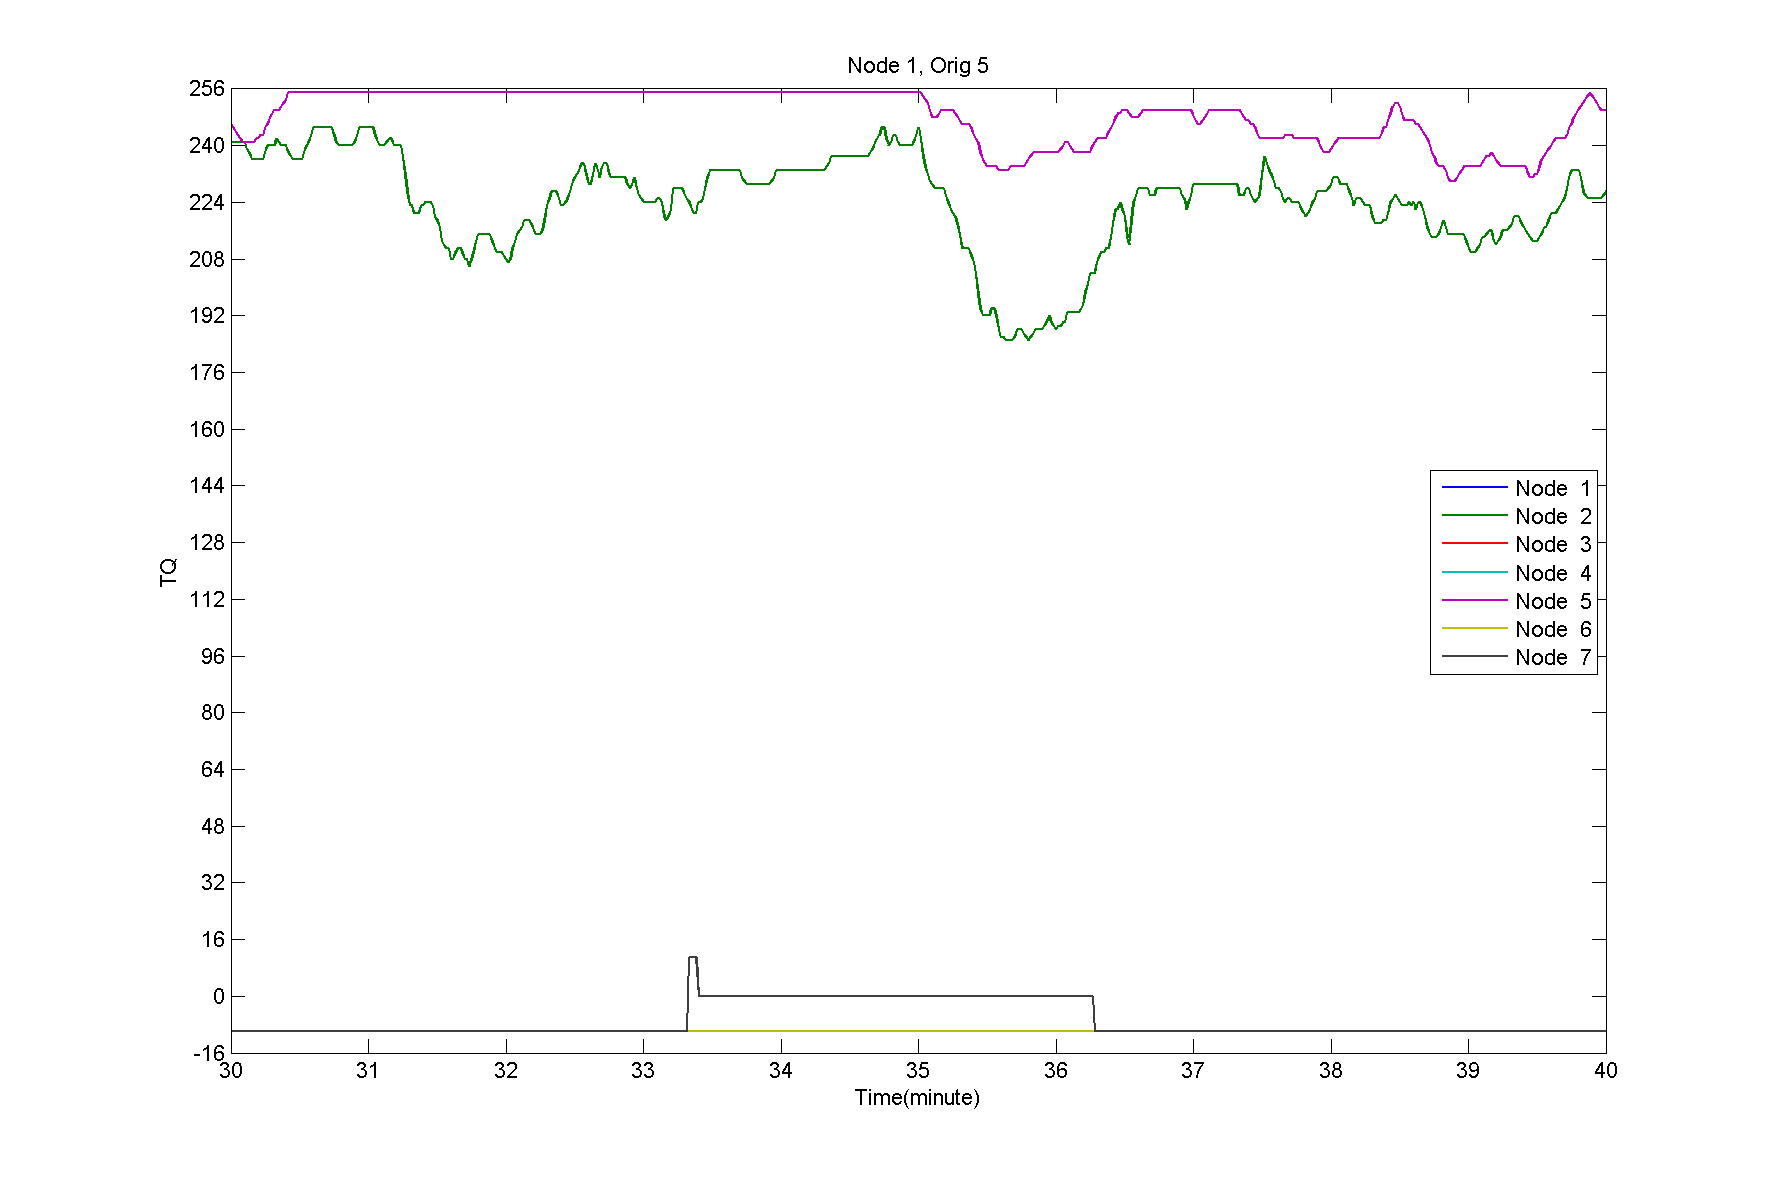 Node 1, Orig 5
256
240
224
208
192
176
160
144
128
112
96
80
64
48
32
16
0
-16
TQ
Node 1
Node 2
Node 3
Node 4
Node 5
Node 6
Node 7
30 31 32 33 34 35 36 37 38 39 40
Time(minute)